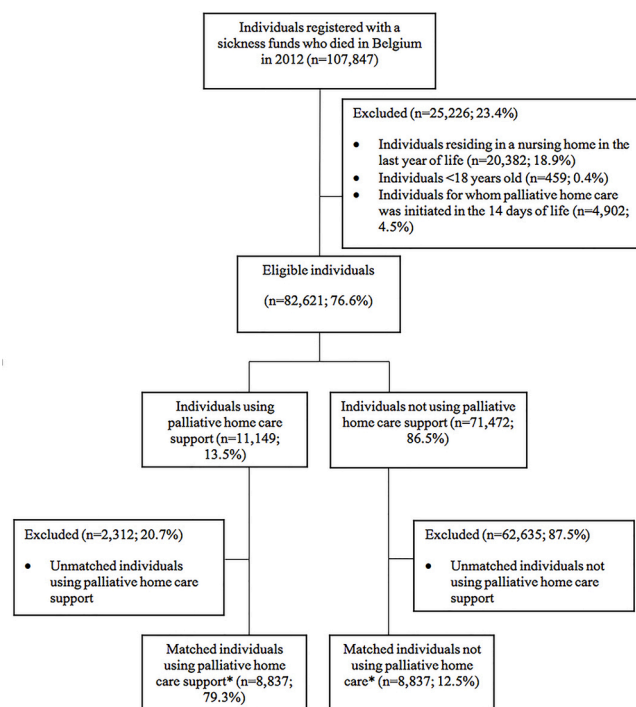 Individuals registered with a
sickness funds who died in Belgium
in 2012 (n=107,847)
Excluded (n=25,226; 23.4%)
• Individuals residing in a nursing home in the
last year of life (n=20,382; 18.9%)
• Individuals <18 years old (n=459; 0.4%)
• Individuals for whom palliative home care
was initiated in the 14 days of life (n=4,902;
4.5%)
Eligible individuals
(n=82,621; 76.6%)
Individuals using
palliative home care
support (n=11,149;
13.5%)
Individuals not using palliative
home care support (n=71,472;
86.5%)
Excluded (n=2,312; 20.7%)
• Unmatched individuals
using palliative home care
support
Excluded (n=62,635; 87.5%)
• Unmatched individuals not
using palliative home care
support
Matched individuals
using palliative home
care support* (n=8,837;
79.3%)
Matched individuals not
using palliative home
care* (n=8,837; 12.5%)